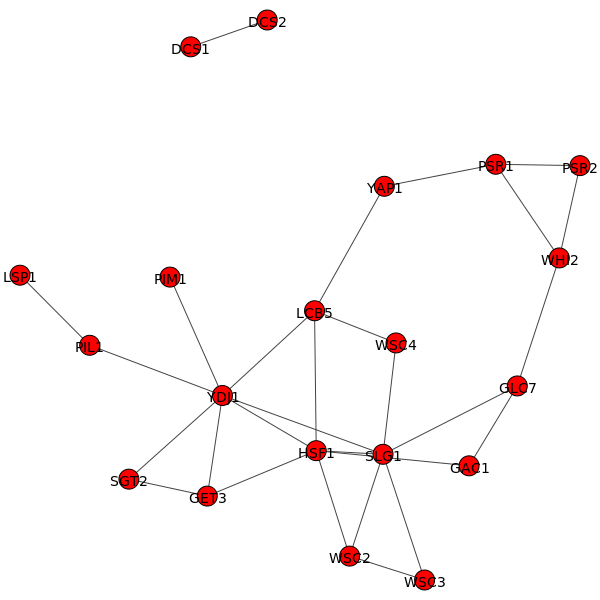 DCS2
DCS1
PSR1
PSR2
YAP1
WHI2
LSP1
PIM1
LCB5
PIL1
WSC4
GLC7
YDJ1
HSF1
SLG1
GAC1
SGT2
GET3
WSC2
WSC3